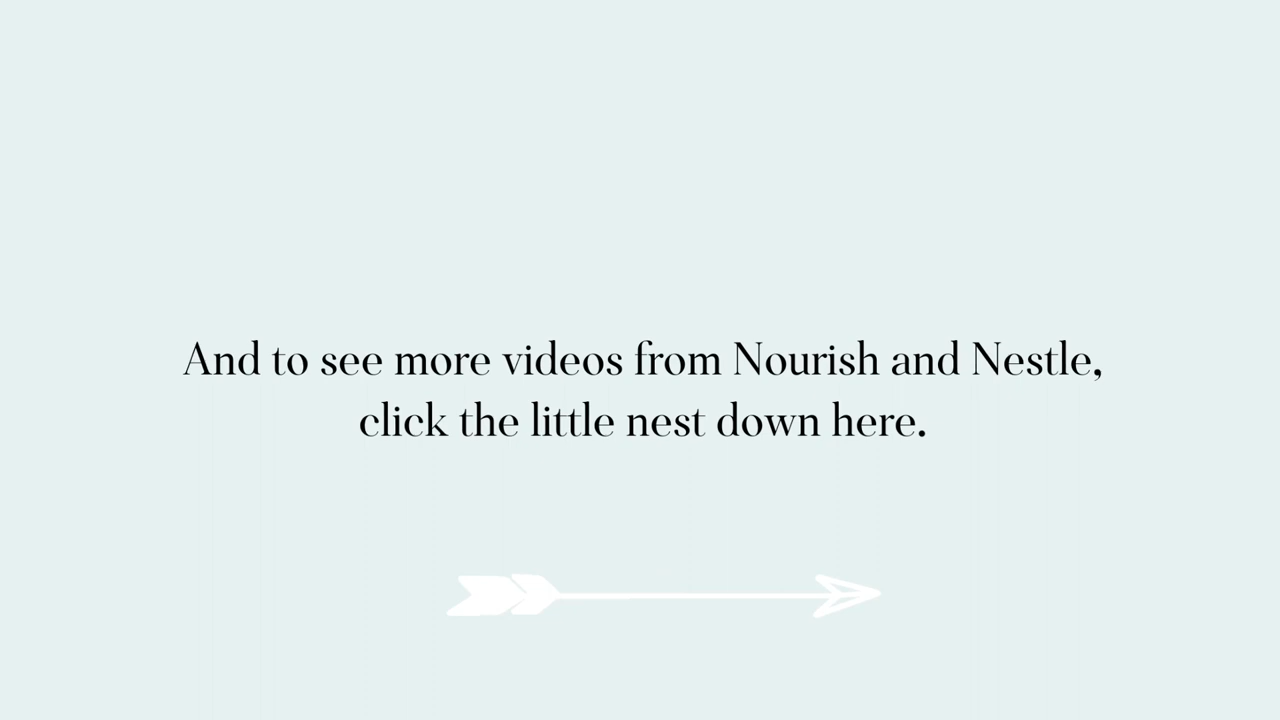 And to see more videos from Nourish and Nestle,
click the little nest down here.